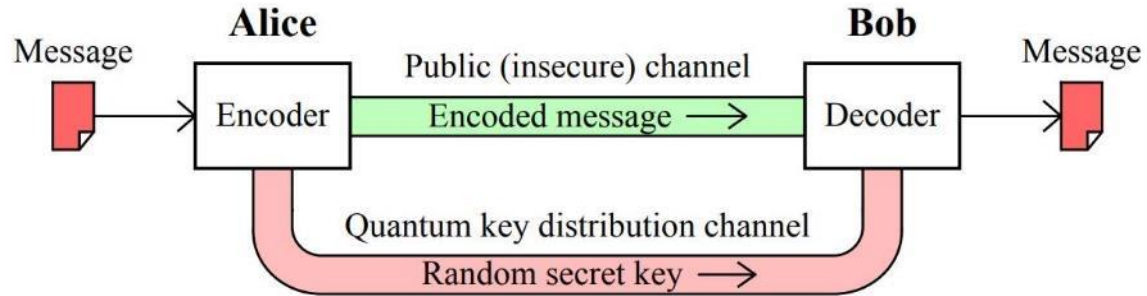 Alice
Bob
Message
Message
Public (insecure) channel
Encoder
Encoded message
Decoder
Quantum key distribution channel
Random secret key